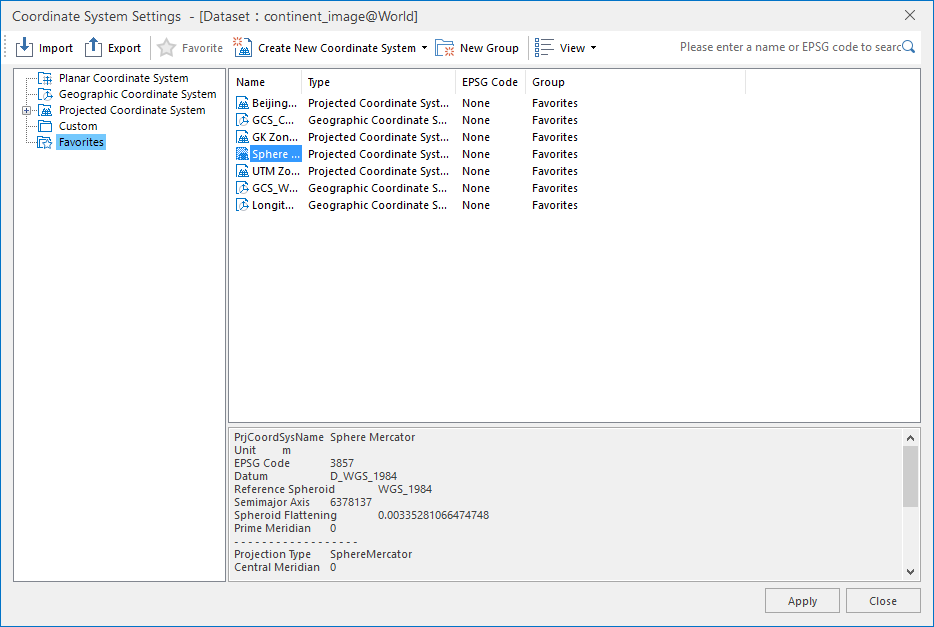 Coordinate System Settings - [Dataset : continent_image@World]
Import Export Favorite Create New Coordinate System New Group View Please enter a name or EPSG code to searc
Planar Coordinate System
Geographic Coordinate System
Projected Coordinate System
Custom
Favorites
Name Type EPSG Code Group
Beijing... Projected Coordinate Syst... None Favorites
GCS_C... Geographic Coordinate S... None Favorites
GK Zon... Projected Coordinate Syst... None Favorites
Sphere ... Projected Coordinate Syst... None Favorites
UTM Zo... Projected Coordinate Syst... None Favorites
GCS_W... Geographic Coordinate S... None Favorites
Longit... Geographic Coordinate S... None Favorites
PrjCoordSysName Sphere Mercator
Unit m
EPSG Code 3857
Datum D_WGS_1984
Reference Spheroid WGS_1984
Semimajor Axis 6378137
Spheroid Flattening 0.00335281066474748
Prime Meridian 0
- - - - - - - - - - - - - - - - - -
Projection Type SphereMercator
Central Meridian 0
Apply Close